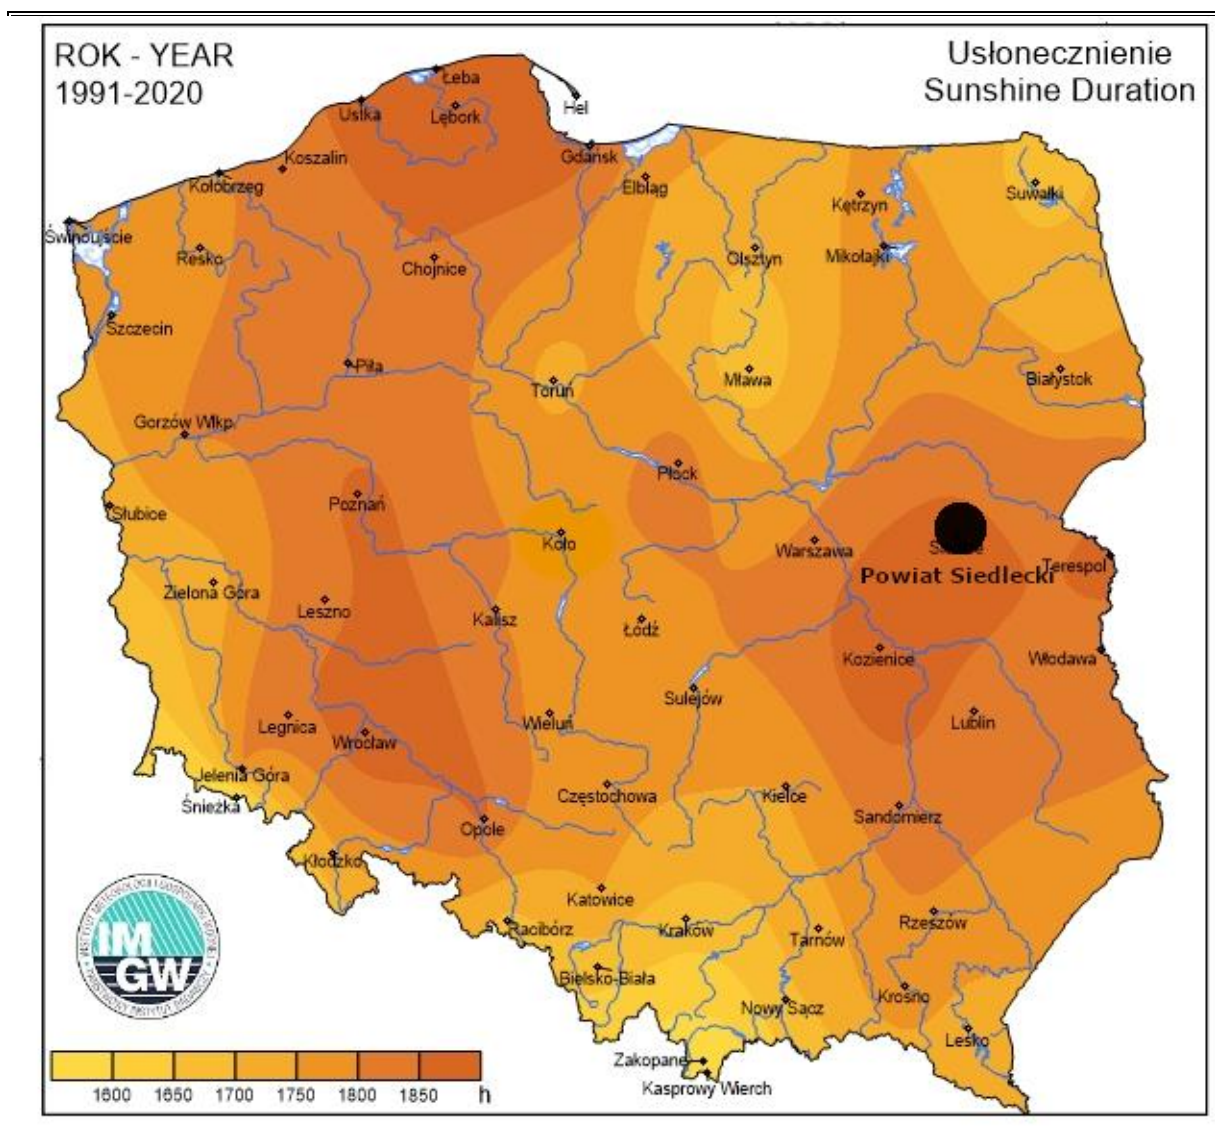 ROK - YEAR
1991-2020
Usłonecznienie
Sunshine Duration
Łeba
Hel
Ustka
Lębork
Gdańsk
Koszalin
Kołobrzeg
Elbląg
Suwałki
Kętrzyn
Świnoujście
Resko
Chojnice
Olsztyn
Mikołajki
Szczecin
Piła
Toruń
Mława
Białystok
Gorzów Wlkp.
Płock
Poznań
Słubice
Koło
Warszawa
Terespol
Powiat Siedlecki
Zielona Góra
Leszno
Kalisz
Łódź
Kozienice
Włodawa
Sulejów
Legnica
Wrocław
Wieluń
Lublin
Jelenia Góra
Śnieżka
Częstochowa
Kielce
Sandomierz
Opole
Kłodzko
Katowice
Racibórz
Kraków
Tarnów
Rzeszów
Bielsko-Biała
Nowy Sącz
Krosno
Lesko
Zakopane
Kasprowy Wierch
IM
GW
1600 1650 1700 1750 1800 1850 h